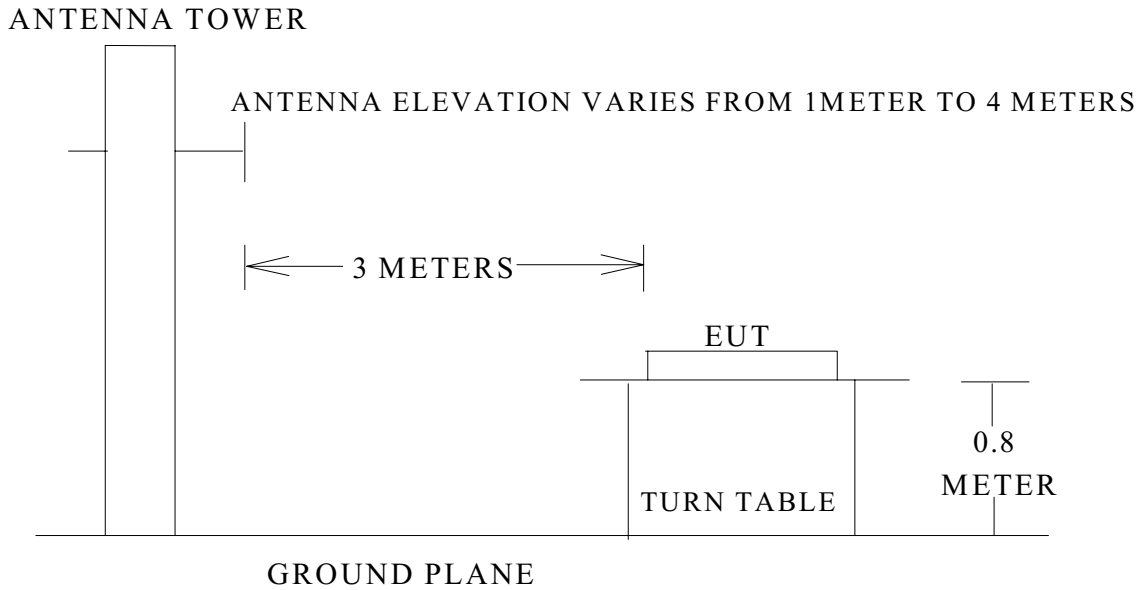 ANTENNA TOWER
ANTENNA ELEVATION VARIES FROM 1METER TO 4 METERS
3 METERS
EUT
0.8
METER
TURN TABLE
GROUND PLANE